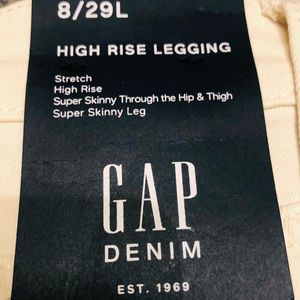 8/29L
HIGH RISE LEGGING
Stretch
High Rise
Super Skinny Through the Hip & Thigh
Super Skinny Leg
GAP
DENIM
EST. 1969